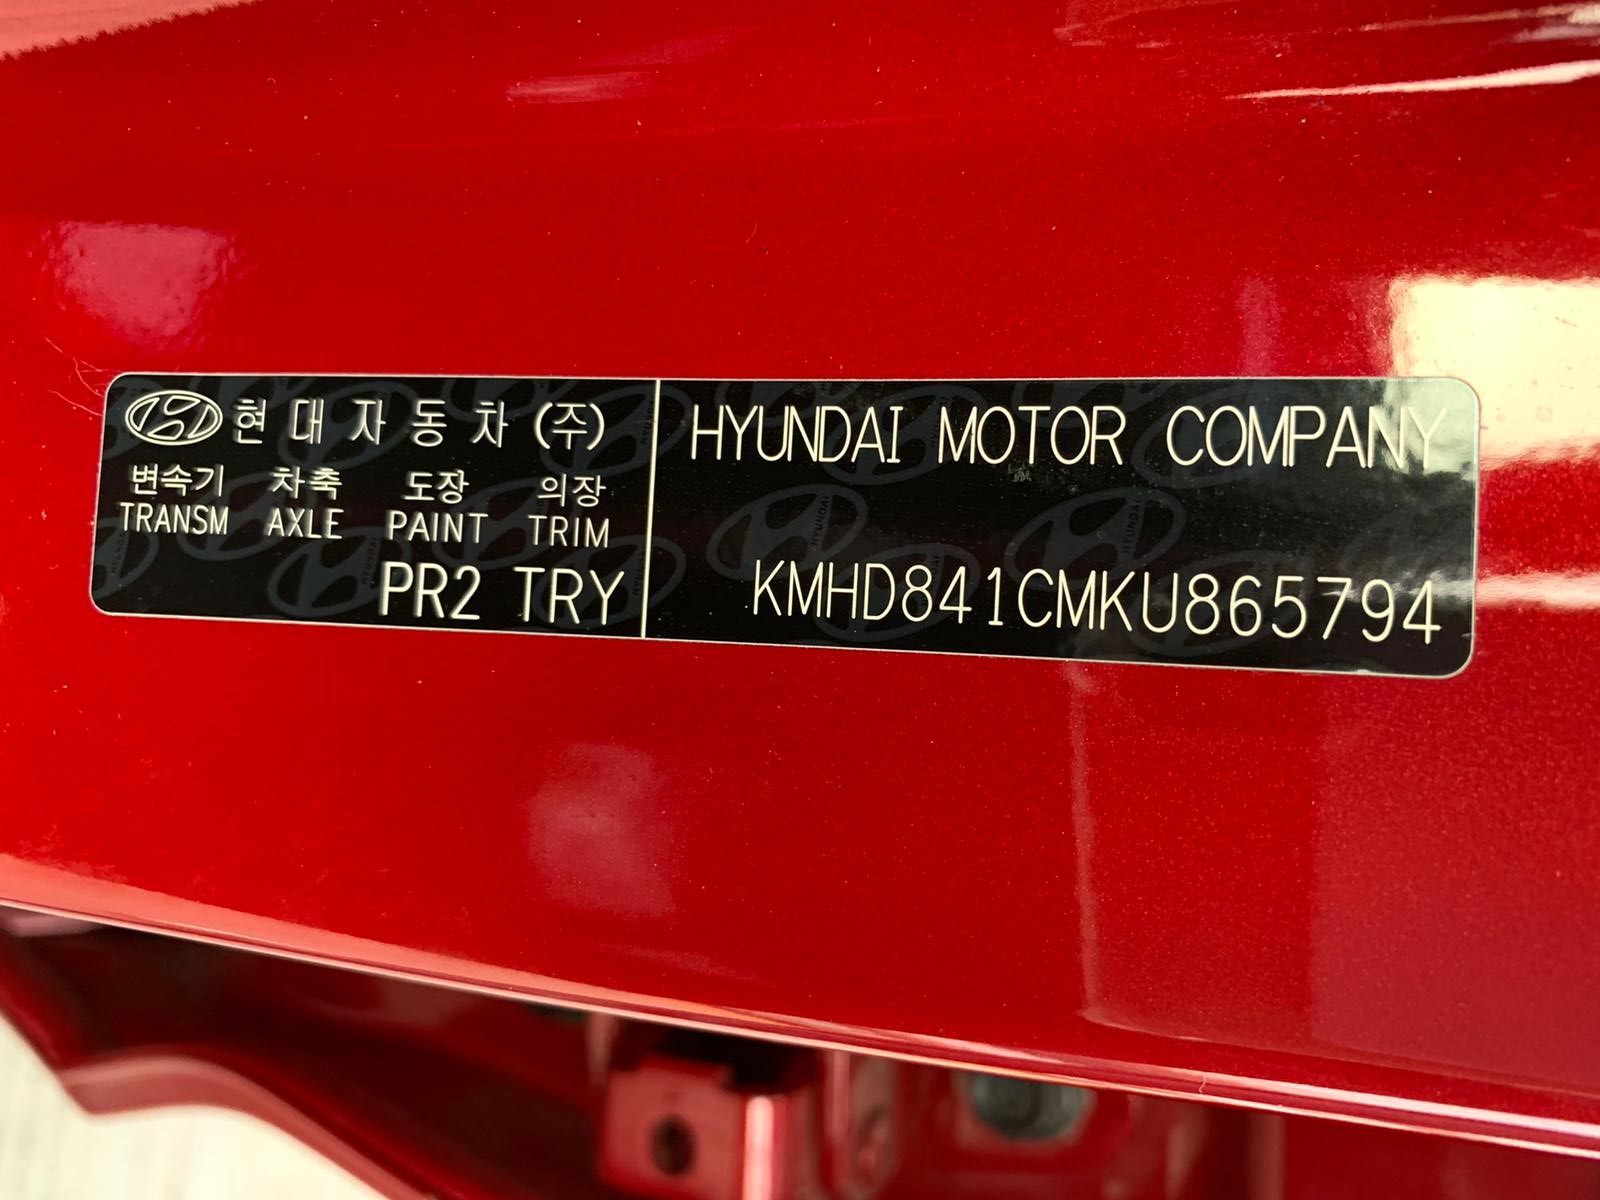 현대자동차 (주)
변속기 차축 도장 의장
TRANSM AXLE PAINT TRIM
PR2 TRY
HYUNDAI MOTOR COMPANY
KMHD841CMKU865794